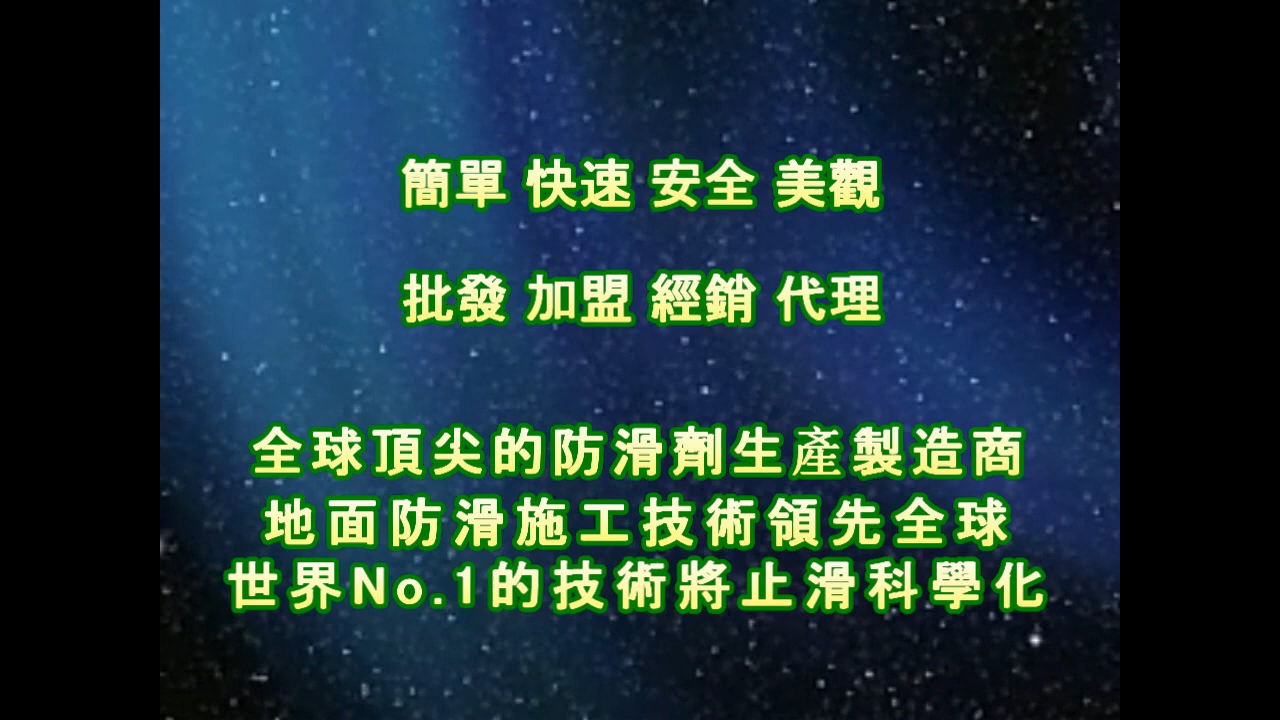 簡單 快速 安全 美觀
批發 加盟 經銷 代理
全球頂尖的防滑劑生產製造商
地面防滑施工技術領先全球
世界No.1的技術將止滑科學化